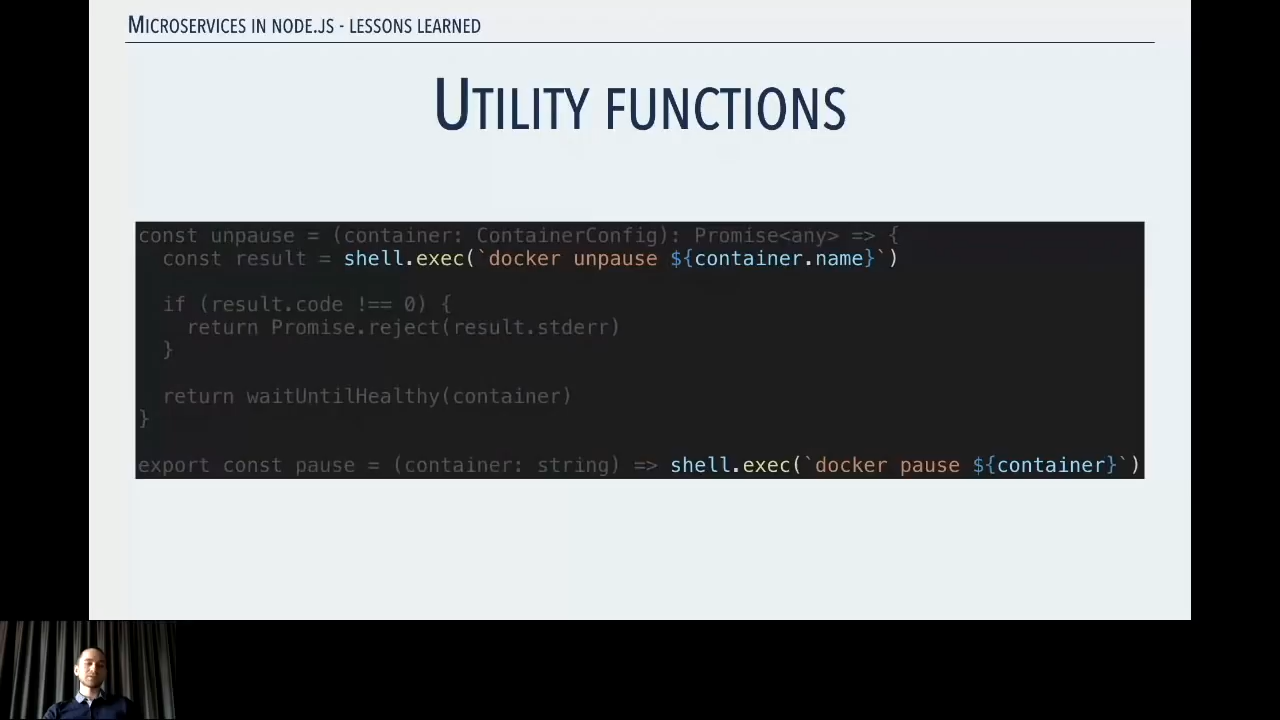 MICROSERVICES IN NODE.JS - LESSONS LEARNED
UTILITY FUNCTIONS
const unpause = (container: ContainerConfig): Promise<any> => {
  const result = shell.exec(`docker unpause ${container.name}`)
  if (result.code !== 0) {
    return Promise.reject(result.stderr)
  }
  return waitUntilHealthy(container)
}
export const pause = (container: string) => shell.exec(`docker pause ${container}`)